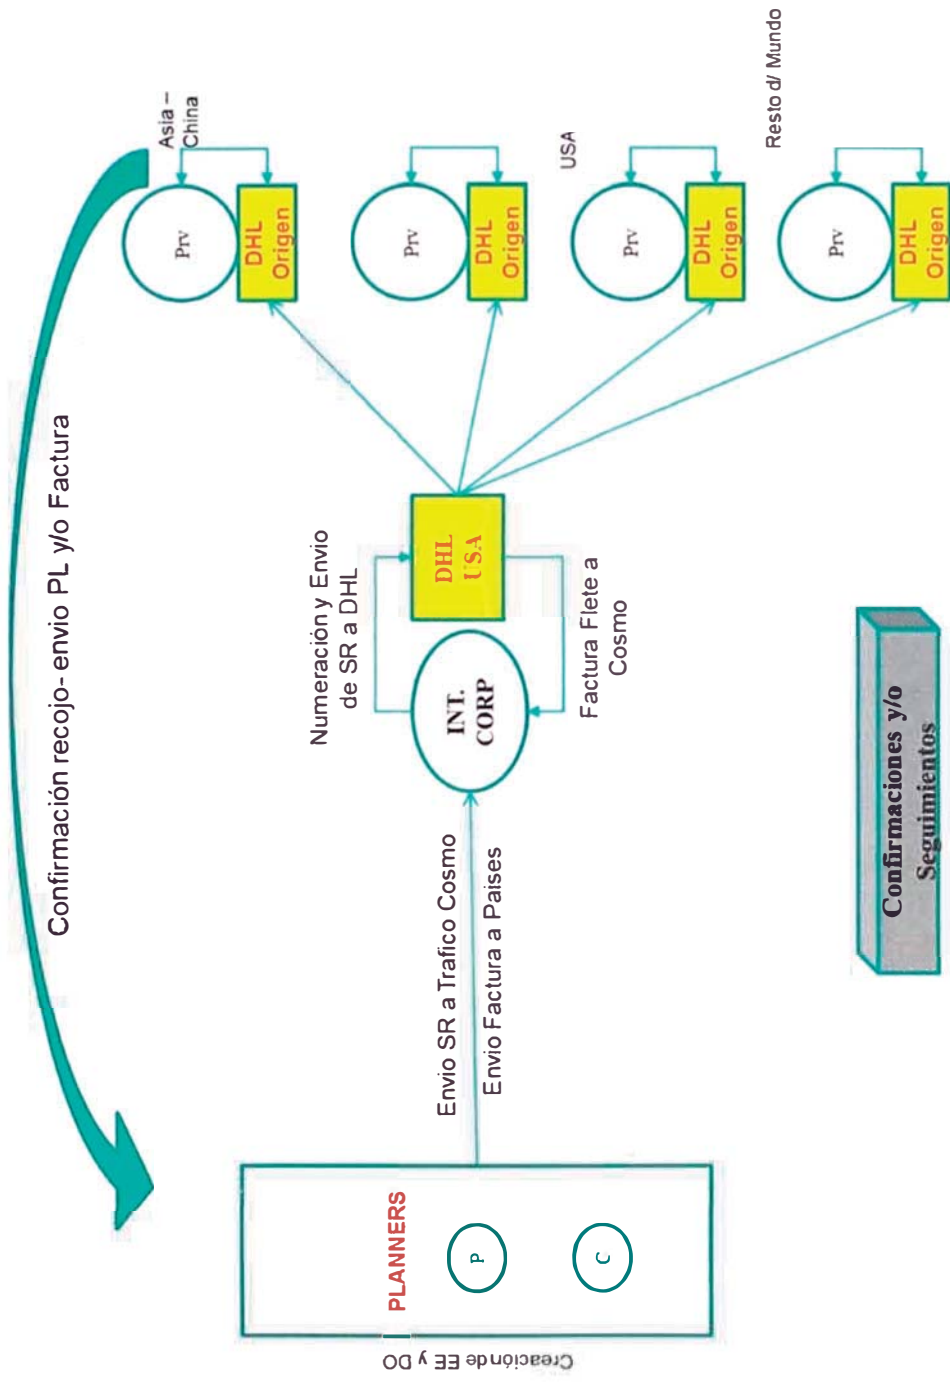 Confirmación recojo- envio PL y/o Factura
Creación de EE y DO
PLANNERS
P
C
Envio SR a Trafico Cosmo
Envio Factura a Paises
INT.
CORP
Numeración y Envio
de SR a DHL
DHL
USA
Factura Flete a
Cosmo
Asia –
China
Prv
DHL
Origen
Prv
DHL
Origen
USA
Prv
DHL
Origen
Resto d/ Mundo
Prv
DHL
Origen
Confirmaciones y/o
Seguimientos